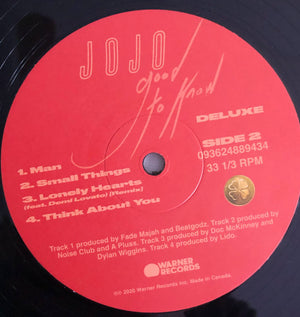 JOJO
good
to know
DELUXE
SIDE 2
093624889434
33 1/3 RPM
1. Man
2. Small Things
3. Lonely Hearts
(feat. Demi Lovato) (Remix)
4. Think About You
Track 1 produced by Fade Majah and Beatgodz. Track 2 produced by
Noise Club and A Pluss. Track 3 produced by Doc McKinney and
Dylan Wiggins. Track 4 produced by Lido.
WARNER
RECORDS
℗© 2020 Warner Records Inc. Made in Canada.